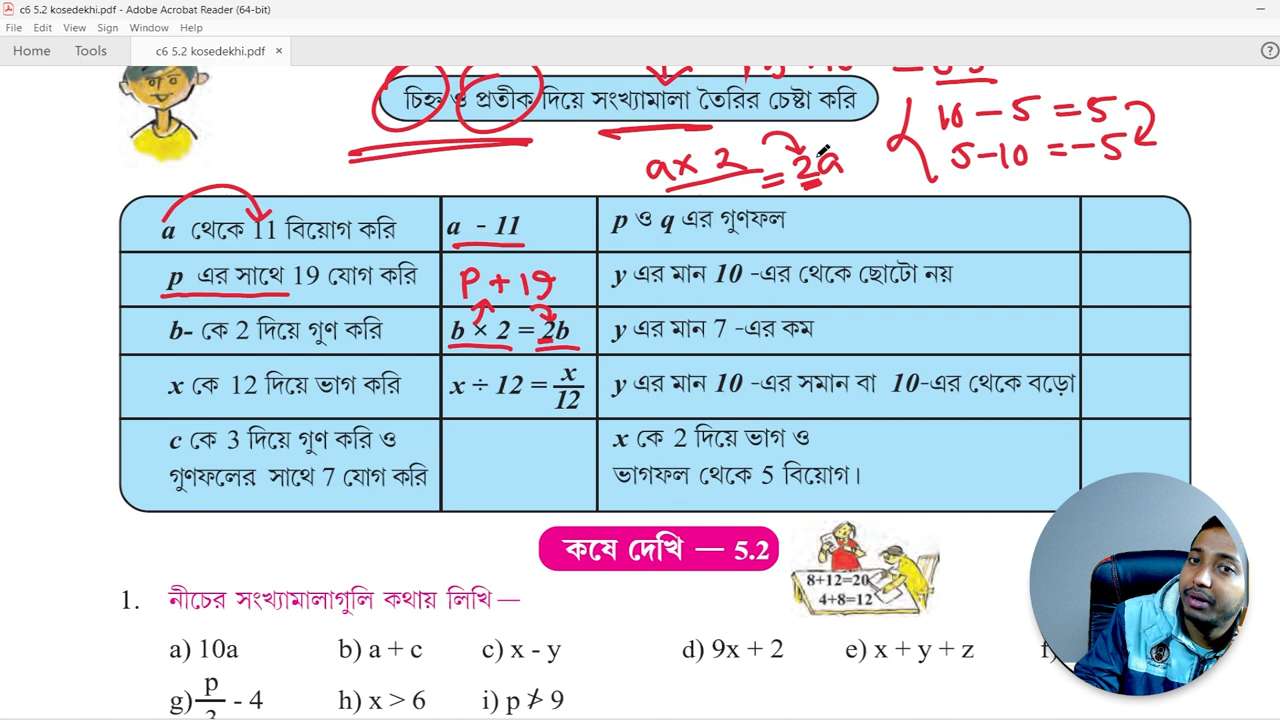 c6 5.2 kosedekhi.pdf - Adobe Acrobat Reader (64-bit)
File Edit View Sign Window Help
Home Tools c6 5.2 kosedekhi.pdf ×
চিহ্ন ও প্রতীক দিয়ে সংখ্যামালা তৈরির চেষ্টা করি
10 - 5 = 5
5 - 10 = -5
a x 2 = 2a
a থেকে 11 বিয়োগ করি a - 11 p ও q এর গুণফল
p এর সাথে 19 যোগ করি P + 19 y এর মান 10 -এর থেকে ছোটো নয়
b- কে 2 দিয়ে গুণ করি b × 2 = 2b y এর মান 7 -এর কম
x কে 12 দিয়ে ভাগ করি x ÷ 12 = x/12 y এর মান 10 -এর সমান বা 10-এর থেকে বড়ো
c কে 3 দিয়ে গুণ করি ও x কে 2 দিয়ে ভাগ ও
গুণফলের সাথে 7 যোগ করি ভাগফল থেকে 5 বিয়োগ।
কষে দেখি — 5.2
8+12=20
4+8=12
1. নীচের সংখ্যামালাগুলি কথায় লিখি —
a) 10a b) a + c c) x - y d) 9x + 2 e) x + y + z f)
g) p/ - 4 h) x > 6 i) p ≯ 9